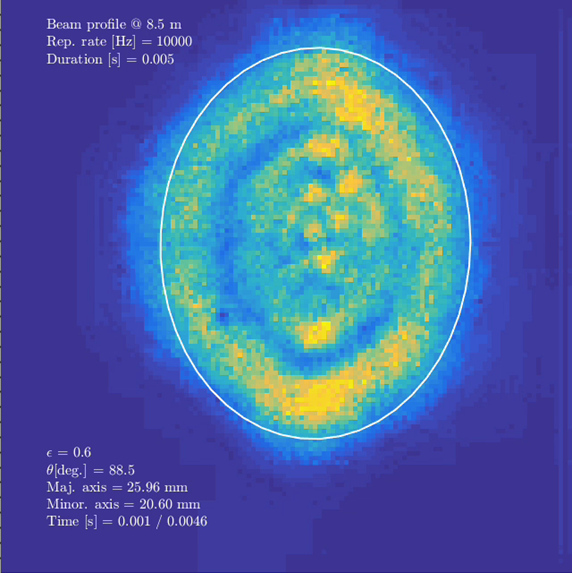 Beam profile @ 8.5 m
Rep. rate [Hz] = 10000
Duration [s] = 0.005
ϵ = 0.6
θ[deg.] = 88.5
Maj. axis = 25.96 mm
Minor. axis = 20.60 mm
Time [s] = 0.001 / 0.0046